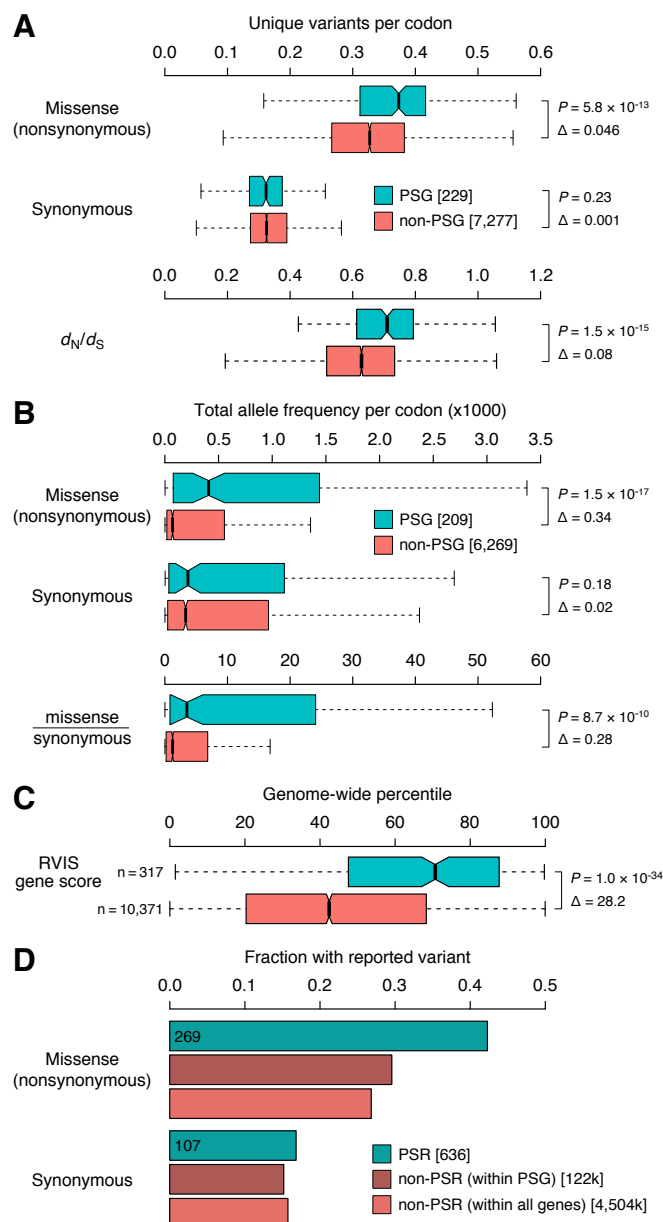 A
Unique variants per codon
0.0 0.1 0.2 0.3 0.4 0.5 0.6
Missense
(nonsynonymous)
P = 5.8 × 10⁻¹³
Δ = 0.046
Synonymous
PSG [229]
non-PSG [7,277]
P = 0.23
Δ = 0.001
0.0 0.2 0.4 0.6 0.8 1.0 1.2
dN/dS
P = 1.5 × 10⁻¹⁵
Δ = 0.08
B
Total allele frequency per codon (x1000)
0.0 0.5 1.0 1.5 2.0 2.5 3.0 3.5
Missense
(nonsynonymous)
PSG [209]
non-PSG [6,269]
P = 1.5 × 10⁻¹⁷
Δ = 0.34
Synonymous
P = 0.18
Δ = 0.02
0 10 20 30 40 50 60
missense
synonymous
P = 8.7 × 10⁻¹⁰
Δ = 0.28
C
Genome-wide percentile
0 20 40 60 80 100
RVIS
gene score
n = 317
n = 10,371
P = 1.0 × 10⁻³⁴
Δ = 28.2
D
Fraction with reported variant
0.0 0.1 0.2 0.3 0.4 0.5
Missense
(nonsynonymous)
269
Synonymous
107
PSR [636]
non-PSR (within PSG) [122k]
non-PSR (within all genes) [4,504k]